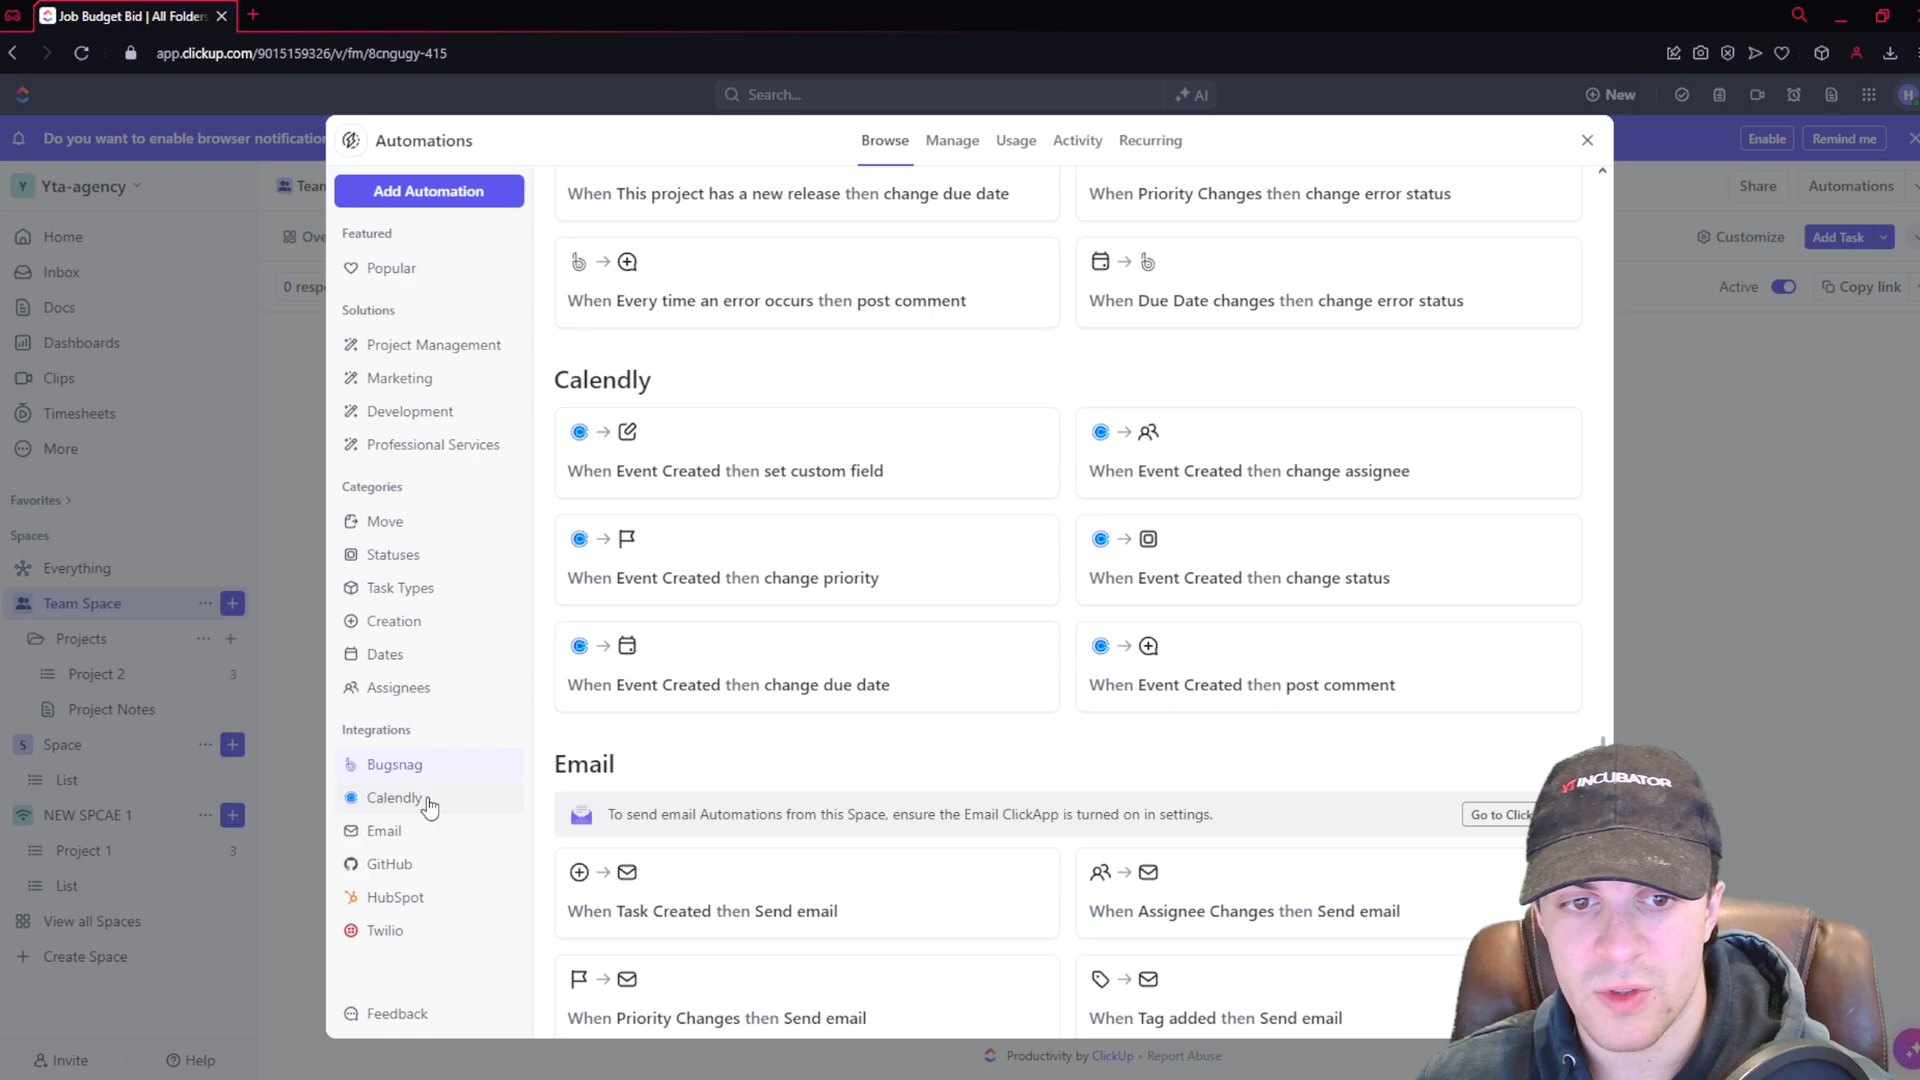 Job Budget Bid | All Folders
app.clickup.com/9015159326/v/fm/8cngugy-415
Search...
AI
New
H
Do you want to enable browser notification
Enable
Remind me
Y
Yta-agency
Team
Share
Automations
Home
Inbox
Docs
Dashboards
Clips
Timesheets
More
Favorites
Spaces
Everything
Team Space
Projects
Project 2
3
Project Notes
S
Space
List
NEW SPCAE 1
Project 1
3
List
View all Spaces
Create Space
Invite
Help
Customize
Add Task
0 resp
Active
Copy link
Automations
Browse
Manage
Usage
Activity
Recurring
Add Automation
Featured
Popular
Solutions
Project Management
Marketing
Development
Professional Services
Categories
Move
Statuses
Task Types
Creation
Dates
Assignees
Integrations
Bugsnag
Calendly
Email
GitHub
HubSpot
Twilio
Feedback
When This project has a new release then change due date
When Priority Changes then change error status
When Every time an error occurs then post comment
When Due Date changes then change error status
Calendly
When Event Created then set custom field
When Event Created then change assignee
When Event Created then change priority
When Event Created then change status
When Event Created then change due date
When Event Created then post comment
Email
To send email Automations from this Space, ensure the Email ClickApp is turned on in settings.
Go to Click
When Task Created then Send email
When Assignee Changes then Send email
When Priority Changes then Send email
When Tag added then Send email
Productivity by ClickUp • Report Abuse
YT INCUBATOR